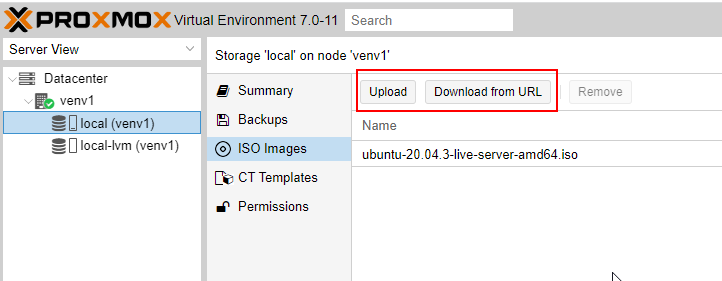 PROXMOX Virtual Environment 7.0-11 Search
Server View
Storage 'local' on node 'venv1'
Datacenter
venv1
local (venv1)
local-lvm (venv1)
Summary
Backups
ISO Images
CT Templates
Permissions
Upload Download from URL Remove
Name
ubuntu-20.04.3-live-server-amd64.iso